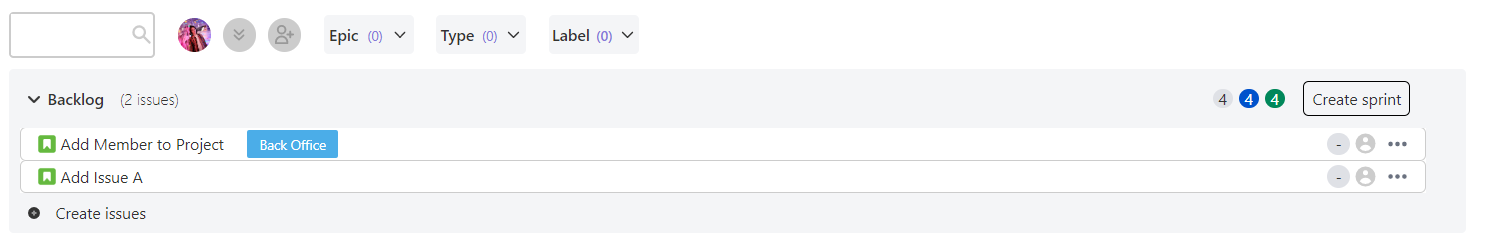 Epic (0) Type (0) Label (0)
Backlog (2 issues) 4 4 4 Create sprint
Add Member to Project Back Office -
Add Issue A -
Create issues